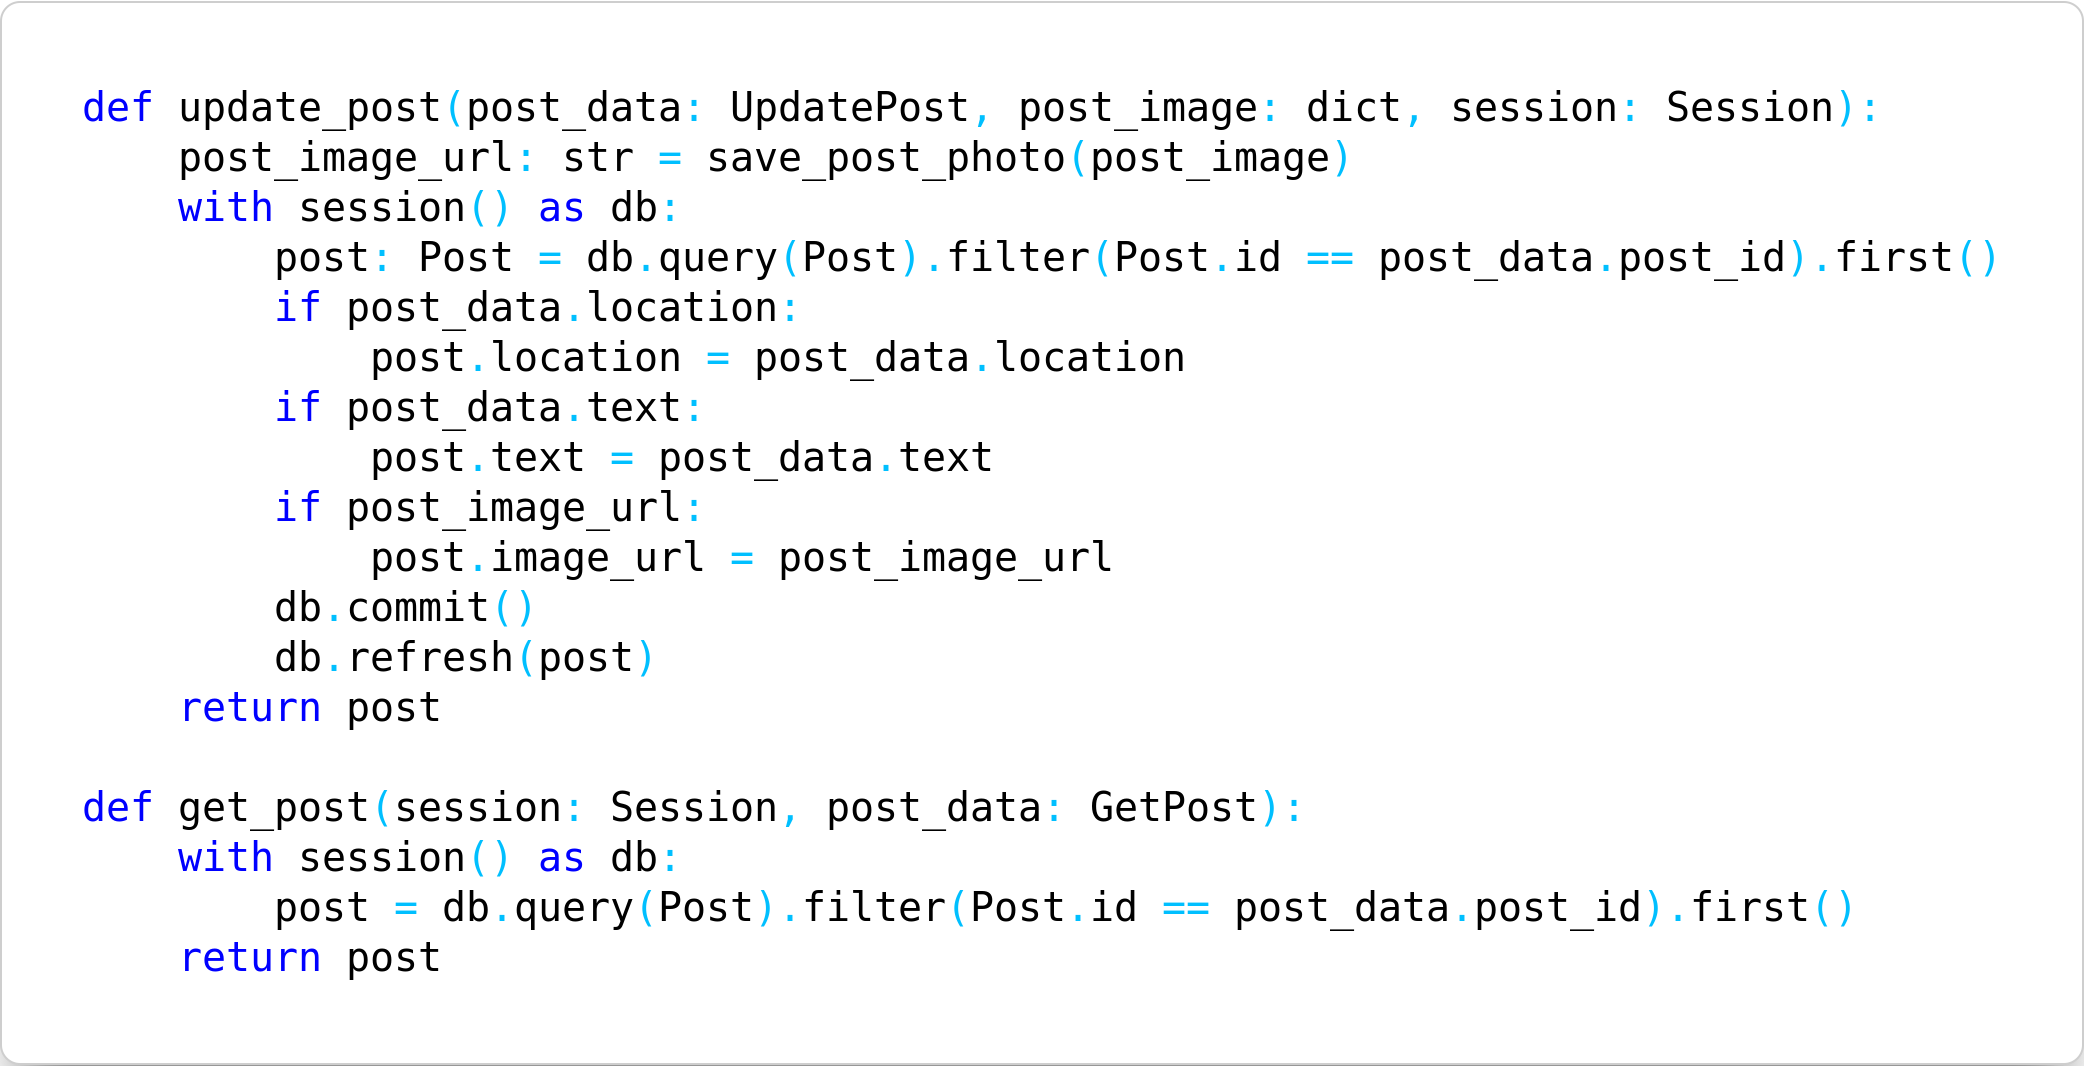 def update_post(post_data: UpdatePost, post_image: dict, session: Session):
    post_image_url: str = save_post_photo(post_image)
    with session() as db:
        post: Post = db.query(Post).filter(Post.id == post_data.post_id).first()
        if post_data.location:
            post.location = post_data.location
        if post_data.text:
            post.text = post_data.text
        if post_image_url:
            post.image_url = post_image_url
        db.commit()
        db.refresh(post)
    return post

def get_post(session: Session, post_data: GetPost):
    with session() as db:
        post = db.query(Post).filter(Post.id == post_data.post_id).first()
    return post